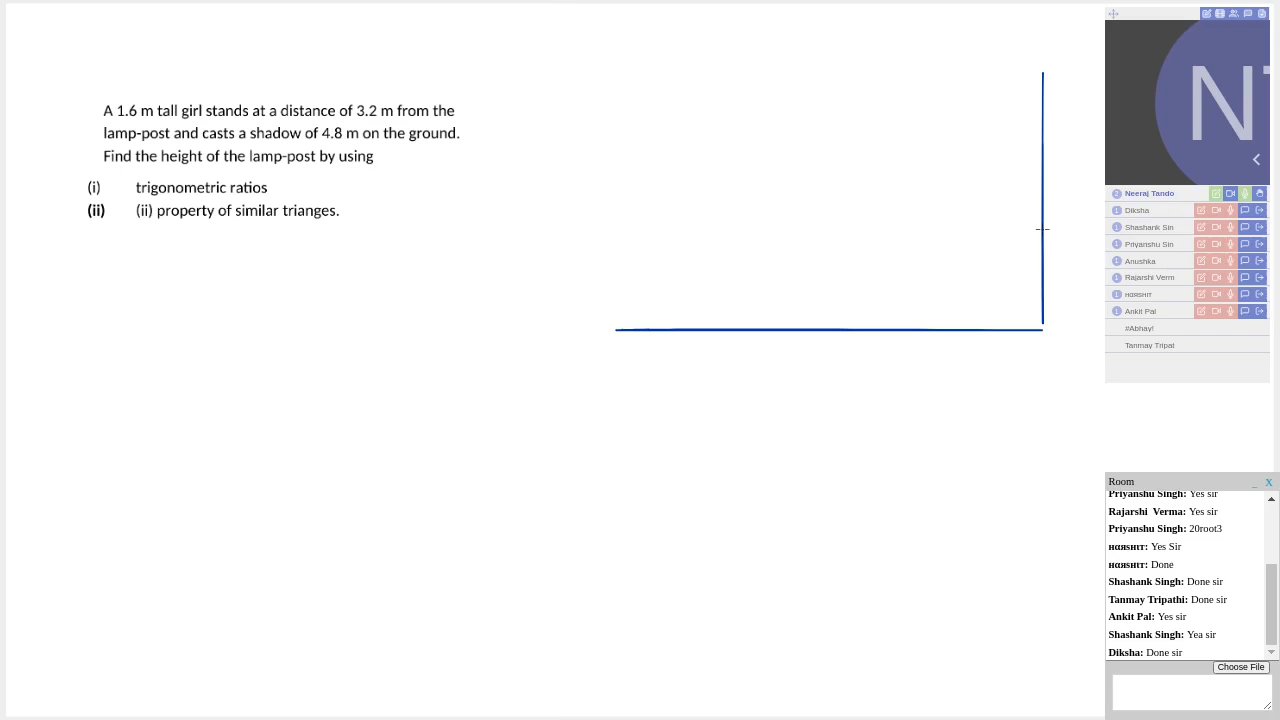 A 1.6 m tall girl stands at a distance of 3.2 m from the
lamp-post and casts a shadow of 4.8 m on the ground.
Find the height of the lamp-post by using
(i) trigonometric ratios
(ii) (ii) property of similar trianges.
NT
Neeraj Tando
Diksha
Shashank Sin
Priyanshu Sin
Anushka
Rajarshi Verm
нαяsнιт
Ankit Pal
#Abhay!
Tanmay Tripat
Room _ X
Priyanshu Singh: Yes sir
Rajarshi Verma: Yes sir
Priyanshu Singh: 20root3
нαяsнιт: Yes Sir
нαяsнιт: Done
Shashank Singh: Done sir
Tanmay Tripathi: Done sir
Ankit Pal: Yes sir
Shashank Singh: Yea sir
Diksha: Done sir
Choose File